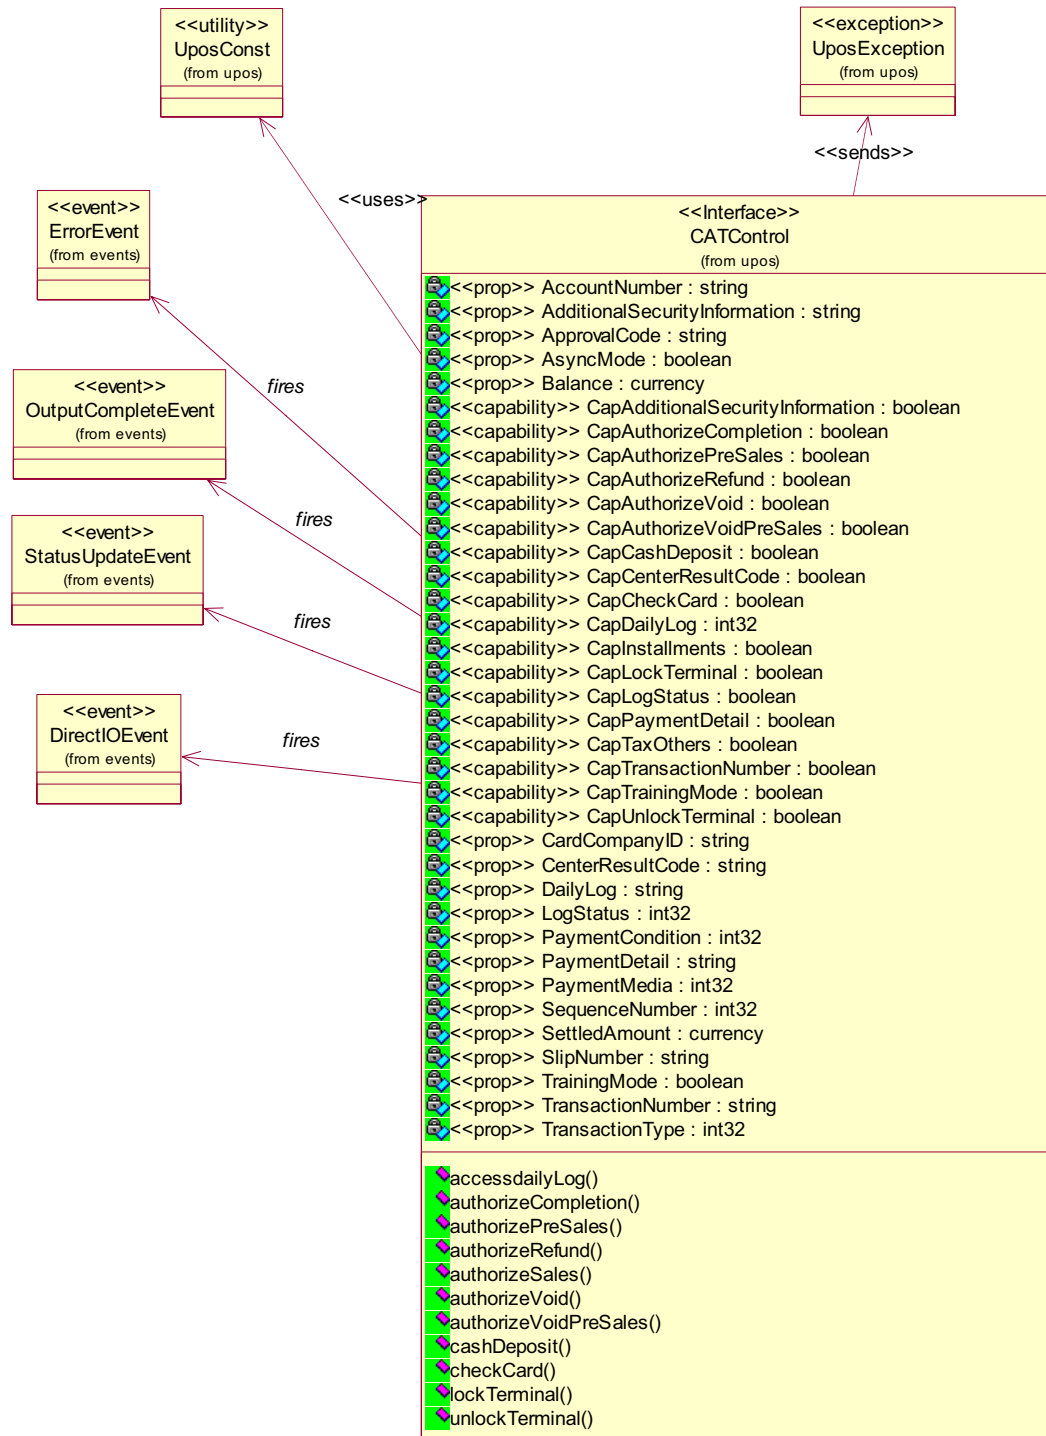 <<utility>>
UposConst
(from upos)
<<exception>>
UposException
(from upos)
<<sends>>
<<uses>>
<<event>>
ErrorEvent
(from events)
fires
<<event>>
OutputCompleteEvent
(from events)
fires
<<event>>
StatusUpdateEvent
(from events)
fires
<<event>>
DirectIOEvent
(from events)
fires
<<Interface>>
CATControl
(from upos)
<<prop>> AccountNumber : string
<<prop>> AdditionalSecurityInformation : string
<<prop>> ApprovalCode : string
<<prop>> AsyncMode : boolean
<<prop>> Balance : currency
<<capability>> CapAdditionalSecurityInformation : boolean
<<capability>> CapAuthorizeCompletion : boolean
<<capability>> CapAuthorizePreSales : boolean
<<capability>> CapAuthorizeRefund : boolean
<<capability>> CapAuthorizeVoid : boolean
<<capability>> CapAuthorizeVoidPreSales : boolean
<<capability>> CapCashDeposit : boolean
<<capability>> CapCenterResultCode : boolean
<<capability>> CapCheckCard : boolean
<<capability>> CapDailyLog : int32
<<capability>> CapInstallments : boolean
<<capability>> CapLockTerminal : boolean
<<capability>> CapLogStatus : boolean
<<capability>> CapPaymentDetail : boolean
<<capability>> CapTaxOthers : boolean
<<capability>> CapTransactionNumber : boolean
<<capability>> CapTrainingMode : boolean
<<capability>> CapUnlockTerminal : boolean
<<prop>> CardCompanyID : string
<<prop>> CenterResultCode : string
<<prop>> DailyLog : string
<<prop>> LogStatus : int32
<<prop>> PaymentCondition : int32
<<prop>> PaymentDetail : string
<<prop>> PaymentMedia : int32
<<prop>> SequenceNumber : int32
<<prop>> SettledAmount : currency
<<prop>> SlipNumber : string
<<prop>> TrainingMode : boolean
<<prop>> TransactionNumber : string
<<prop>> TransactionType : int32
accessdailyLog()
authorizeCompletion()
authorizePreSales()
authorizeRefund()
authorizeSales()
authorizeVoid()
authorizeVoidPreSales()
cashDeposit()
checkCard()
lockTerminal()
unlockTerminal()